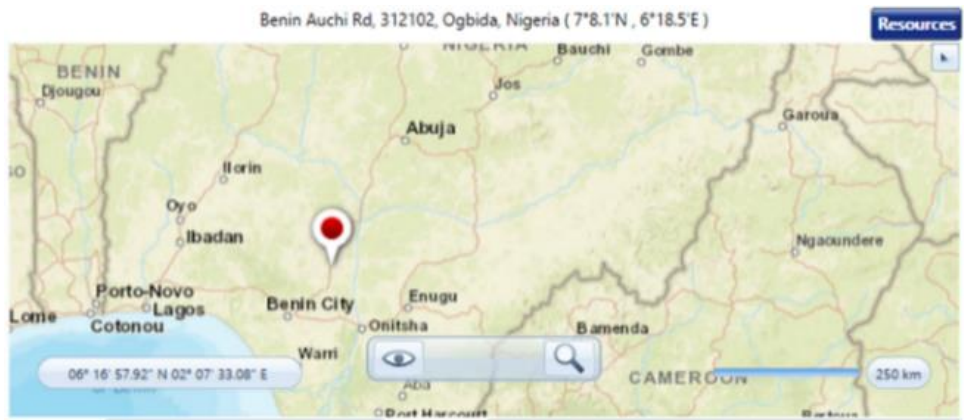 Benin Auchi Rd, 312102, Ogbida, Nigeria ( 7°8.1'N , 6°18.5'E )
Resources
NIGERIA
Bauchi
Gombe
BENIN
Djougou
Jos
Garoua
Abuja
Ilorin
Oyo
Ibadan
Ngaoundere
Porto-Novo
Lagos
Benin City
Enugu
Lome
Cotonou
Onitsha
Bamenda
Warri
06° 16' 57.92" N 02° 07' 33.08" E
CAMEROON
250 km
Aba
Port Harcourt
Bertoua